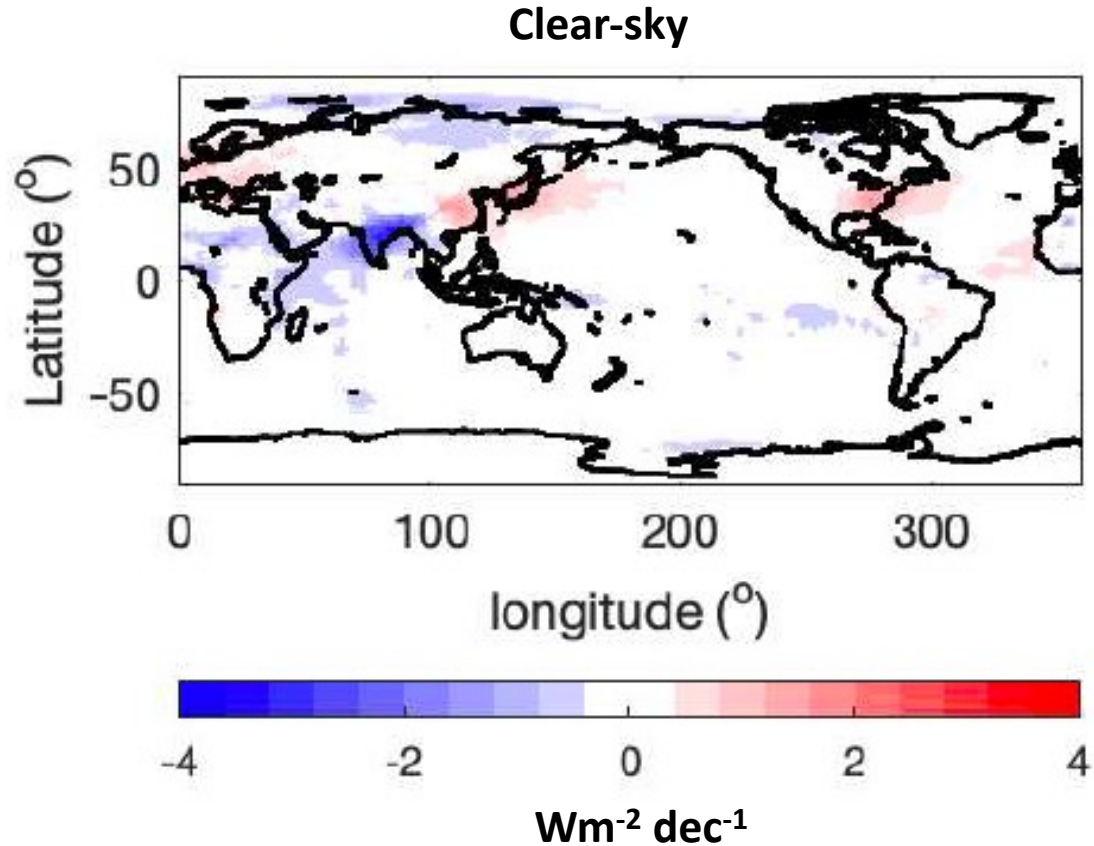 Clear-sky
Latitude (°)
50
0
-50
0 100 200 300
longitude (°)
-4 -2 0 2 4
Wm⁻² dec⁻¹